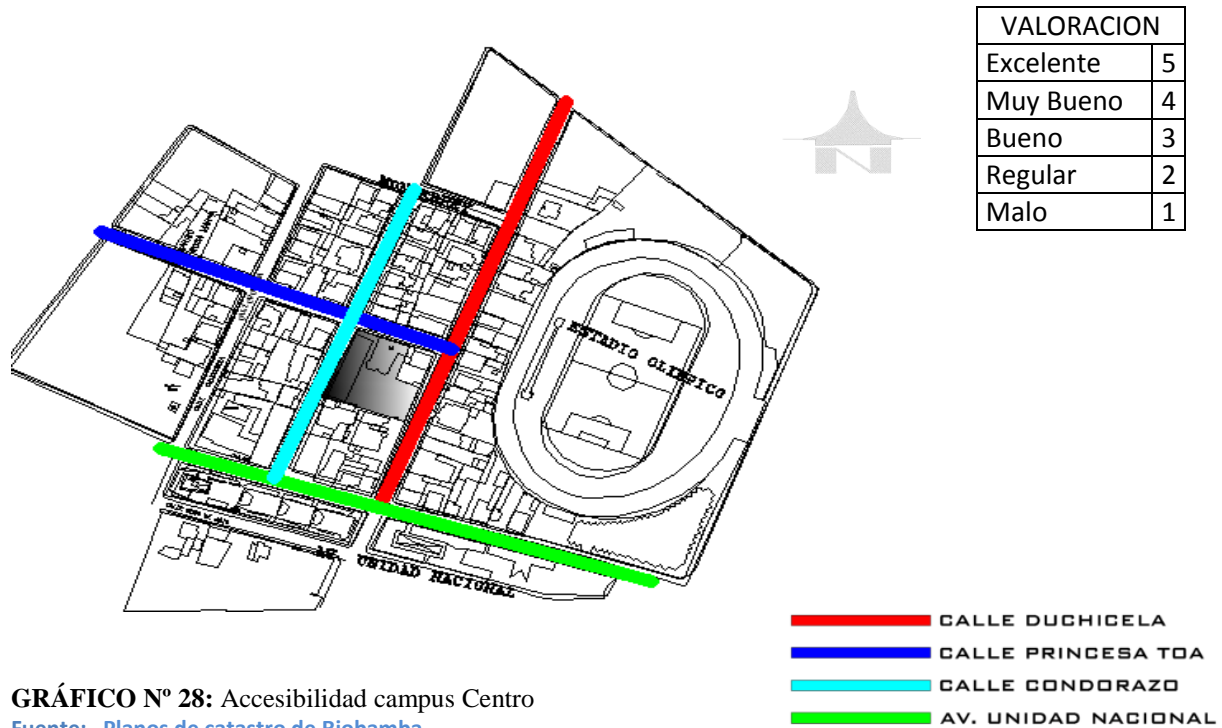 VALORACION
Excelente 5
Muy Bueno 4
Bueno 3
Regular 2
Malo 1
N
ESTADIO OLIMPICO
AV. UNIDAD NACIONAL
CALLE DUCHICELA
CALLE PRINCESA TOA
CALLE CONDORAZO
AV. UNIDAD NACIONAL
GRÁFICO Nº 28: Accesibilidad campus Centro
Fuente: Planos de catastro de Riobamba